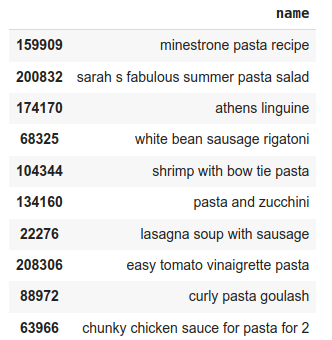 name
159909 minestrone pasta recipe
200832 sarah s fabulous summer pasta salad
174170 athens linguine
68325 white bean sausage rigatoni
104344 shrimp with bow tie pasta
134160 pasta and zucchini
22276 lasagna soup with sausage
208306 easy tomato vinaigrette pasta
88972 curly pasta goulash
63966 chunky chicken sauce for pasta for 2